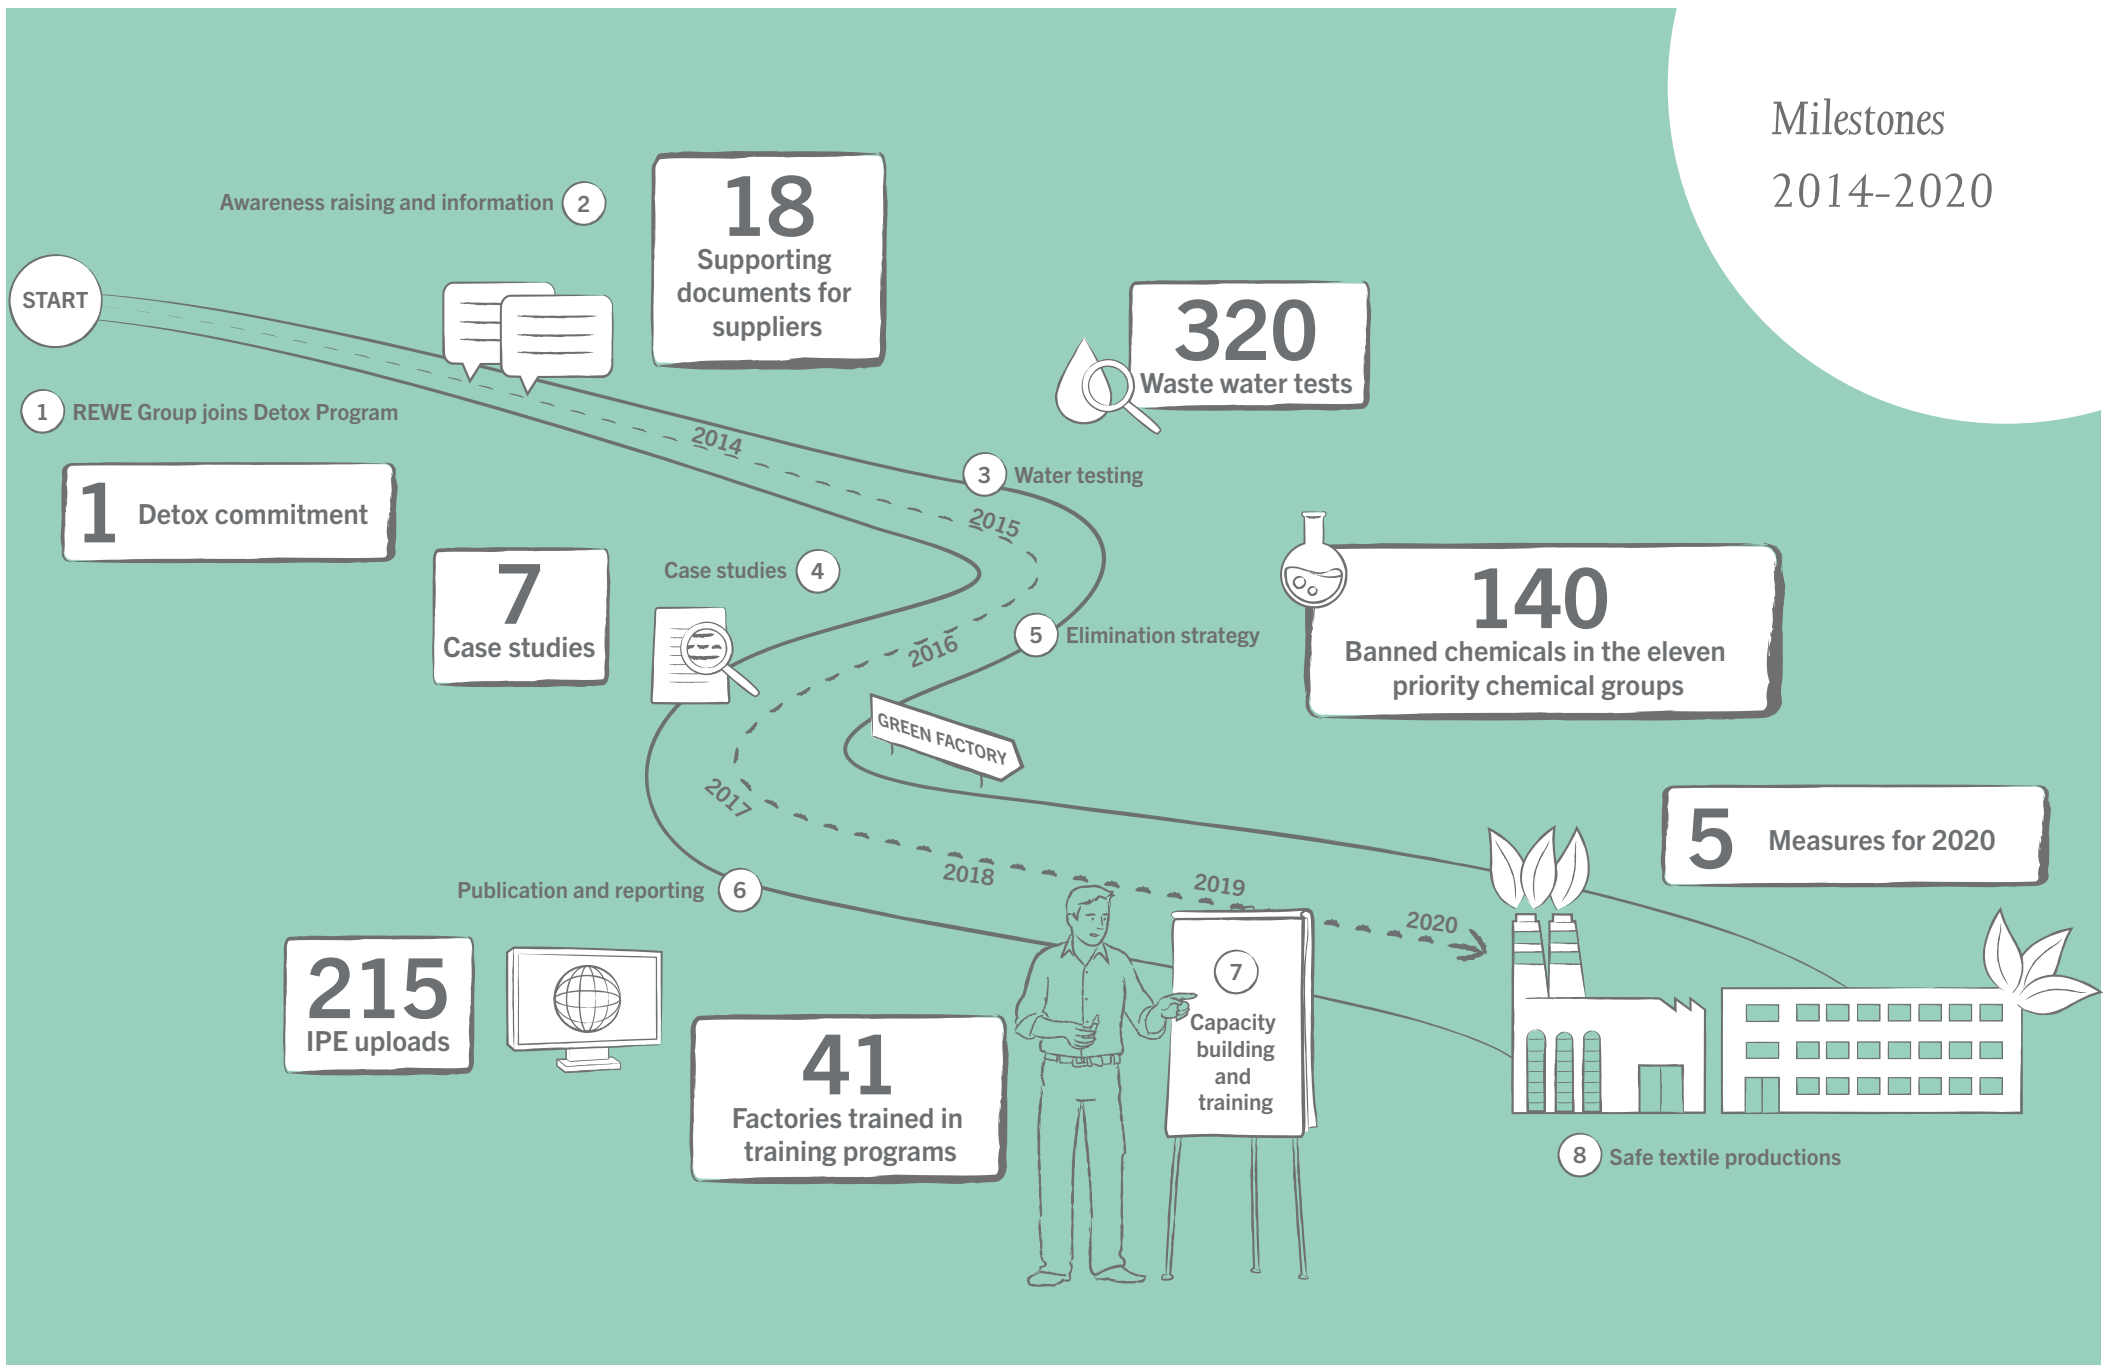 Milestones
2014-2020
START
1 REWE Group joins Detox Program
1 Detox commitment
Awareness raising and information 2
18
Supporting
documents for
suppliers
2014
320
Waste water tests
3 Water testing
2015
7
Case studies
Case studies 4
2016
5 Elimination strategy
140
Banned chemicals in the eleven
priority chemical groups
GREEN FACTORY
2017
Publication and reporting 6
215
IPE uploads
2018
41
Factories trained in
training programs
2019
7
Capacity
building
and
training
2020
5 Measures for 2020
8 Safe textile productions